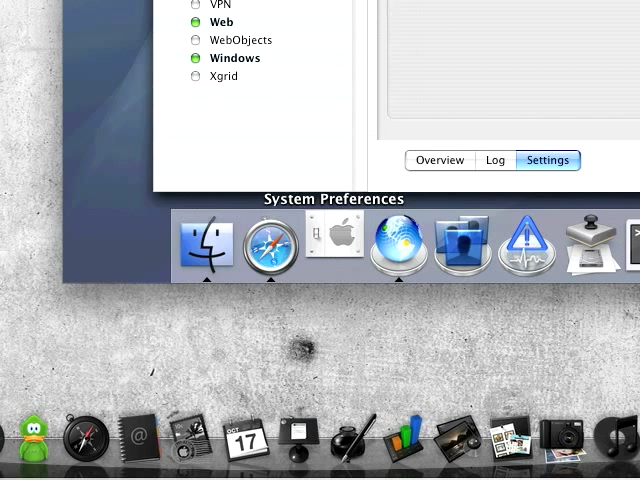 VPN
Web
WebObjects
Windows
Xgrid
Overview Log Settings
System Preferences
>
@
OCT
17